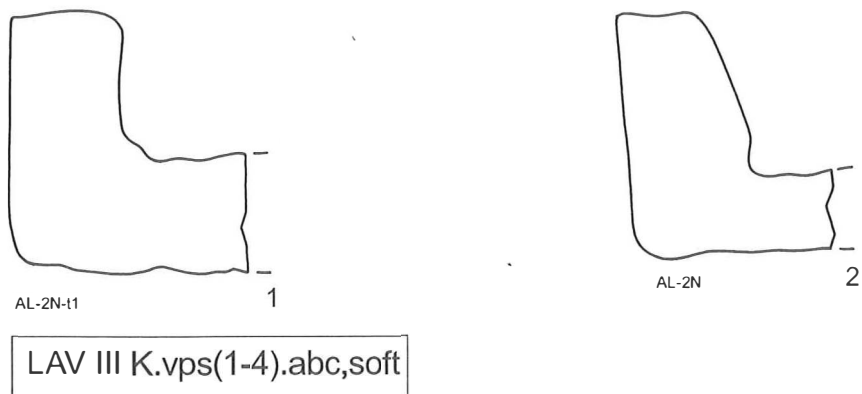 AL-2N-t1
1
AL-2N
2
LAV III K.vps(1-4).abc,soft